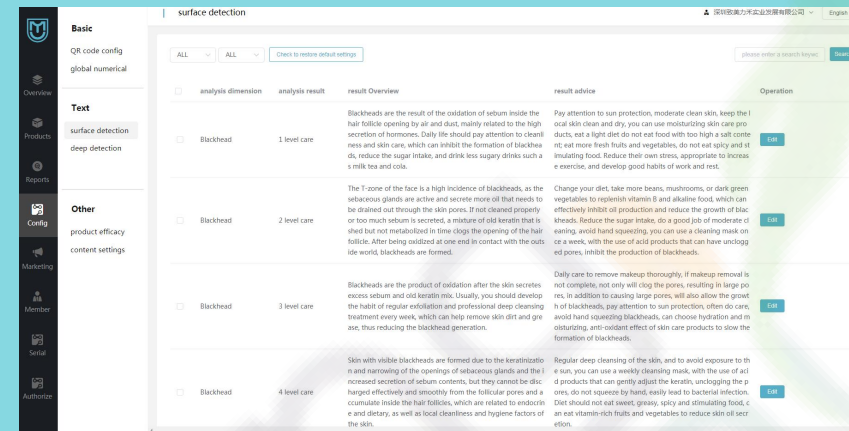 surface detection
深圳致美力米实业发展有限公司
English
Basic
QR code config
global numerical
Text
surface detection
deep detection
Other
product efficacy
content settings
Overview
Products
Reports
Config
Marketing
Member
Serial
Authorize
ALL
ALL
Check to restore default settings
please enter a search keywc
Sear
analysis dimension
analysis result
result Overview
result advice
Operation
Blackhead
1 level care
Blackheads are the result of the oxidation of sebum inside the
hair follicle opening by air and dust, mainly related to the high
secretion of hormones. Daily life should pay attention to cleanli
ness and skin care, which can inhibit the formation of blackhea
ds, reduce the sugar intake, and drink less sugary drinks such a
s milk tea and cola.
Pay attention to sun protection, moderate clean skin, keep the l
ocal skin clean and dry, you can use moisturizing skin care pro
ducts, eat a light diet do not eat food with too high a salt conte
nt; eat more fresh fruits and vegetables, do not eat spicy and st
imulating food. Reduce their own stress, appropriate to increas
e exercise, and develop good habits of work and rest.
Edit
Blackhead
2 level care
The T-zone of the face is a high incidence of blackheads, as the
sebaceous glands are active and secrete more oil that needs to
be drained out through the skin pores. If not cleaned properly
or too much sebum is secreted, a mixture of old keratin that is
shed but not metabolized in time clogs the opening of the hair
follicle. After being oxidized at one end in contact with the outs
ide world, blackheads are formed.
Change your diet, take more beans, mushrooms, or dark green
vegetables to replenish vitamin B and alkaline food, which can
effectively inhibit oil production and reduce the growth of blac
kheads. Reduce the sugar intake, do a good job of moderate cl
eaning, avoid hand squeezing, you can use a cleaning mask on
ce a week, with the use of acid products that can have unclogg
ed pores, inhibit the production of blackheads.
Edit
Blackhead
3 level care
Blackheads are the product of oxidation after the skin secretes
excess sebum and old keratin mix. Usually, you should develop
the habit of regular exfoliation and professional deep cleansing
treatment every week, which can help remove skin dirt and gre
ase, thus reducing the blackhead generation.
Daily care to remove makeup thoroughly, if makeup removal is
not complete, not only will clog the pores, resulting in large po
res, in addition to causing large pores, will also allow the growt
h of blackheads, pay attention to sun protection, often do care,
avoid hand squeezing blackheads, can choose hydration and m
oisturizing, anti-oxidant effect of skin care products to slow the
formation of blackheads.
Edit
Blackhead
4 level care
Skin with visible blackheads are formed due to the keratinizatio
n and narrowing of the openings of sebaceous glands and the i
ncreased secretion of sebum contents, but they cannot be disc
harged effectively and smoothly from the follicular pores and a
ccumulate inside the hair follicles, which are related to endocrin
e and dietary, as well as local cleanliness and hygiene factors of
the skin.
Regular deep cleansing of the skin, and to avoid exposure to th
e sun, you can use a weekly cleansing mask, with the use of aci
d products that can gently adjust the keratin, unclogging the p
ores, do not squeeze by hand, easily lead to bacterial infection.
Diet should not eat sweet, greasy, spicy and stimulating food, c
an eat vitamin-rich fruits and vegetables to reduce skin oil secr
etion.
Edit